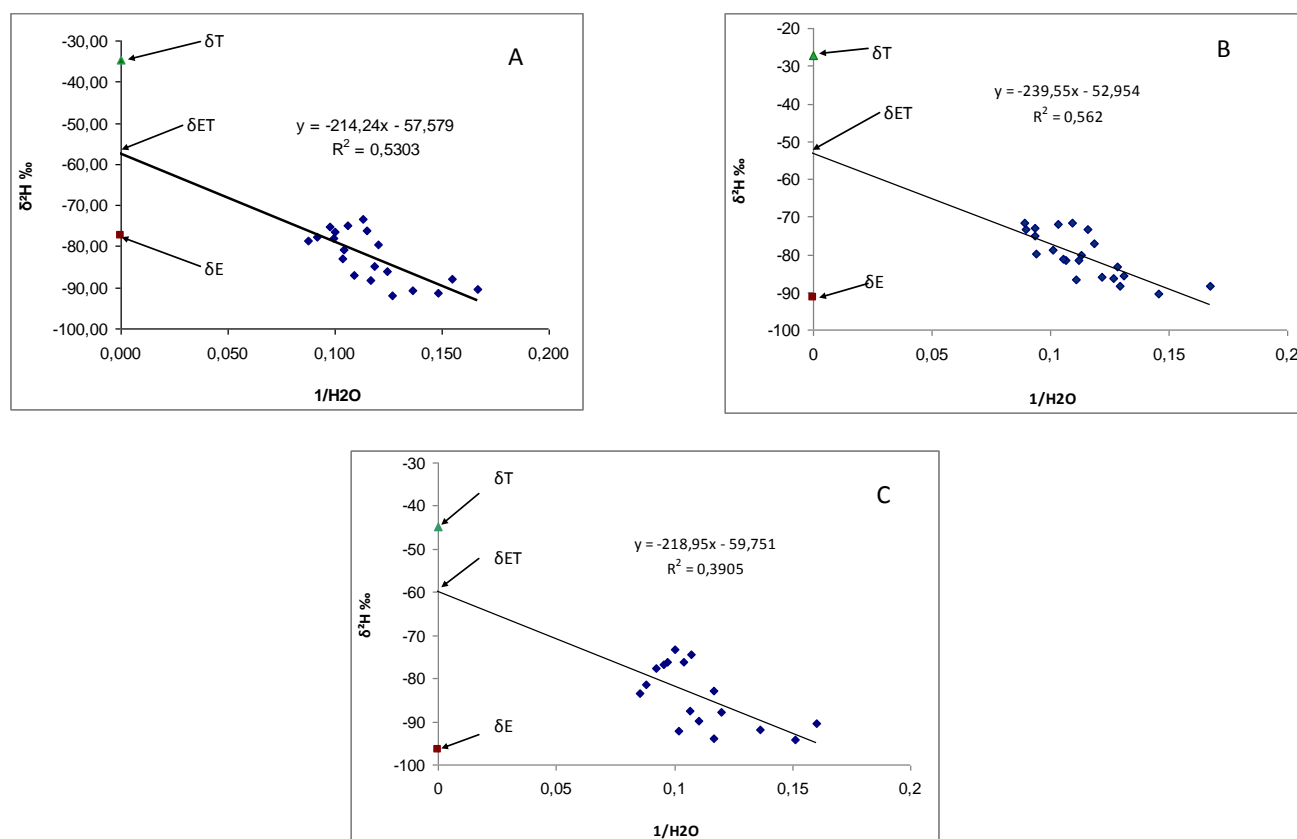 A
-30,00
-40,00
-50,00
-60,00
-70,00
-80,00
-90,00
-100,00
δ²H ‰
δT
δET
δE
y = -214,24x - 57,579
R² = 0,5303
0,000 0,050 0,100 0,150 0,200
1/H2O
B
-20
-30
-40
-50
-60
-70
-80
-90
-100
δ²H ‰
δT
δET
δE
y = -239,55x - 52,954
R² = 0,562
0 0,05 0,1 0,15 0,2
1/H2O
C
-30
-40
-50
-60
-70
-80
-90
-100
δ²H ‰
δT
δET
δE
y = -218,95x - 59,751
R² = 0,3905
0 0,05 0,1 0,15 0,2
1/H2O